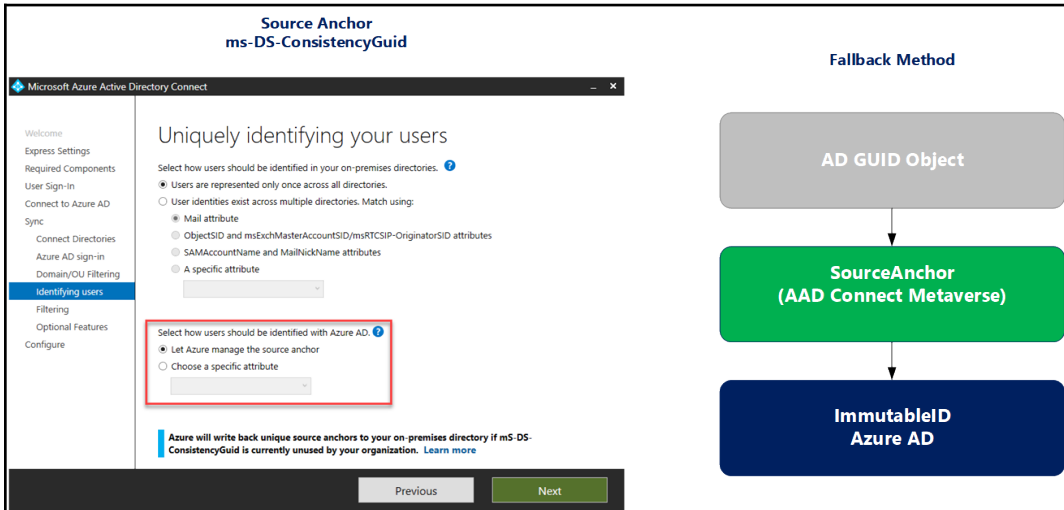 Source Anchor
ms-DS-ConsistencyGuid
Microsoft Azure Active Directory Connect
Welcome
Express Settings
Required Components
User Sign-In
Connect to Azure AD
Sync
Connect Directories
Azure AD sign-in
Domain/OU Filtering
Identifying users
Filtering
Optional Features
Configure
Uniquely identifying your users
Select how users should be identified in your on-premises directories. ?
Users are represented only once across all directories.
User identities exist across multiple directories. Match using:
Mail attribute
ObjectSID and msExchMasterAccountSID/msRTCSIP-OriginatorSID attributes
SAMAccountName and MailNickName attributes
A specific attribute
Select how users should be identified with Azure AD. ?
Let Azure manage the source anchor
Choose a specific attribute
Azure will write back unique source anchors to your on-premises directory if mS-DS-
ConsistencyGuid is currently unused by your organization. Learn more
Previous
Next
Fallback Method
AD GUID Object
SourceAnchor
(AAD Connect Metaverse)
ImmutableID
Azure AD